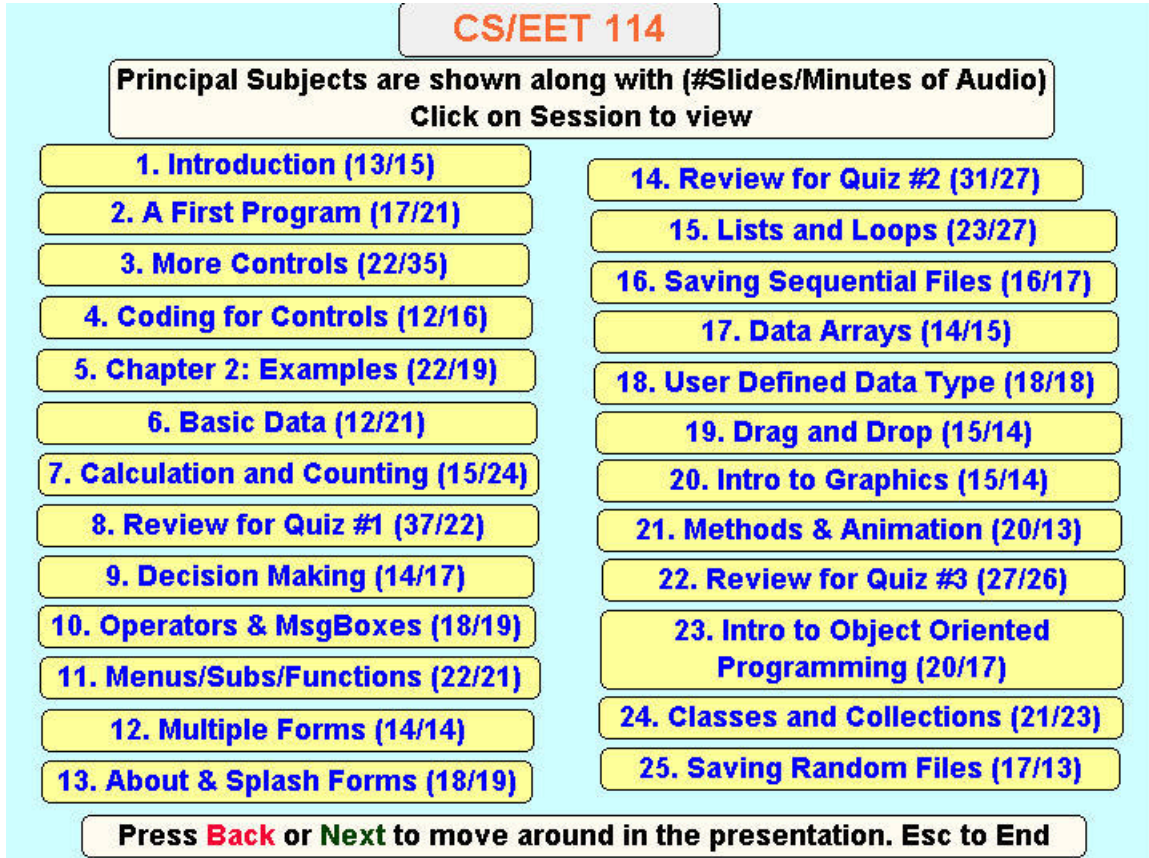 CS/EET 114
Principal Subjects are shown along with (#Slides/Minutes of Audio)
Click on Session to view
1. Introduction (13/15)
2. A First Program (17/21)
3. More Controls (22/35)
4. Coding for Controls (12/16)
5. Chapter 2: Examples (22/19)
6. Basic Data (12/21)
7. Calculation and Counting (15/24)
8. Review for Quiz #1 (37/22)
9. Decision Making (14/17)
10. Operators & MsgBoxes (18/19)
11. Menus/Subs/Functions (22/21)
12. Multiple Forms (14/14)
13. About & Splash Forms (18/19)
14. Review for Quiz #2 (31/27)
15. Lists and Loops (23/27)
16. Saving Sequential Files (16/17)
17. Data Arrays (14/15)
18. User Defined Data Type (18/18)
19. Drag and Drop (15/14)
20. Intro to Graphics (15/14)
21. Methods & Animation (20/13)
22. Review for Quiz #3 (27/26)
23. Intro to Object Oriented
Programming (20/17)
24. Classes and Collections (21/23)
25. Saving Random Files (17/13)
Press Back or Next to move around in the presentation. Esc to End